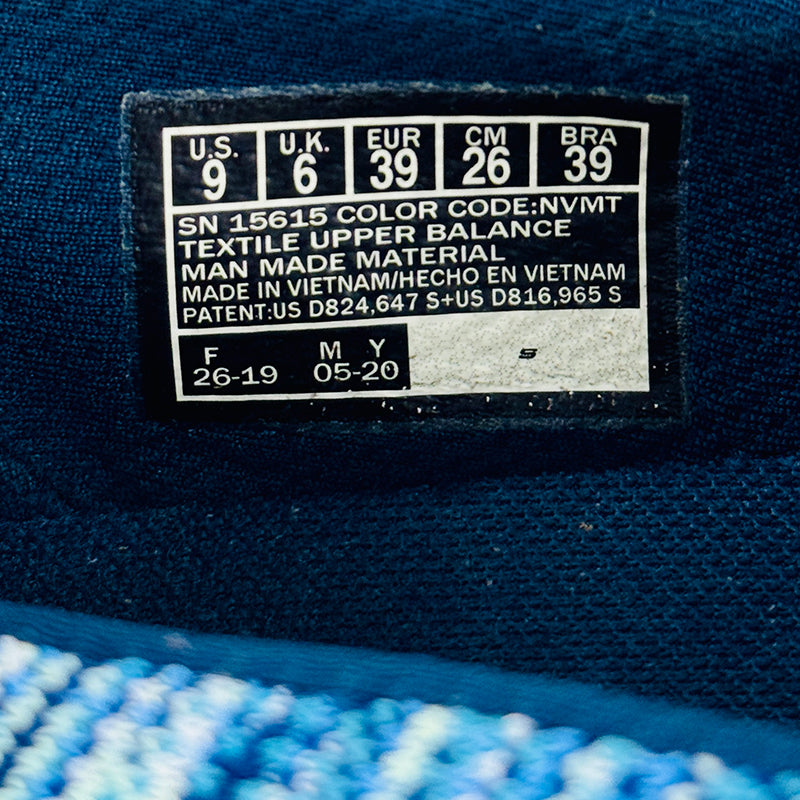 U.S. U.K. EUR CM BRA
9 6 39 26 39
SN 15615 COLOR CODE:NVMT
TEXTILE UPPER BALANCE
MAN MADE MATERIAL
MADE IN VIETNAM/HECHO EN VIETNAM
PATENT:US D824,647 S+US D816,965 S
F M Y
26-19 05-20
S